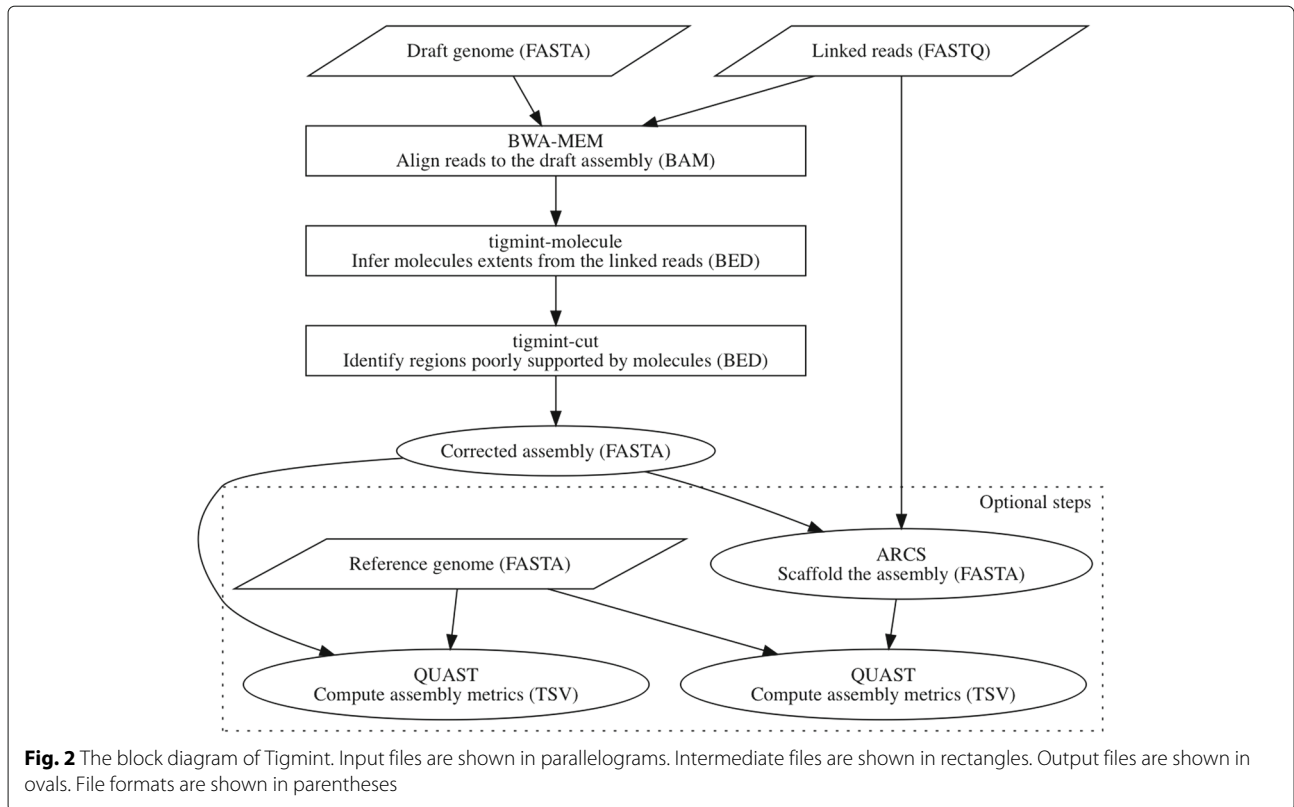 Draft genome (FASTA)
Linked reads (FASTQ)
BWA-MEM
Align reads to the draft assembly (BAM)
tigmint-molecule
Infer molecules extents from the linked reads (BED)
tigmint-cut
Identify regions poorly supported by molecules (BED)
Corrected assembly (FASTA)
Optional steps
Reference genome (FASTA)
ARCS
Scaffold the assembly (FASTA)
QUAST
Compute assembly metrics (TSV)
QUAST
Compute assembly metrics (TSV)
Fig. 2 The block diagram of Tigmint. Input files are shown in parallelograms. Intermediate files are shown in rectangles. Output files are shown in
ovals. File formats are shown in parentheses